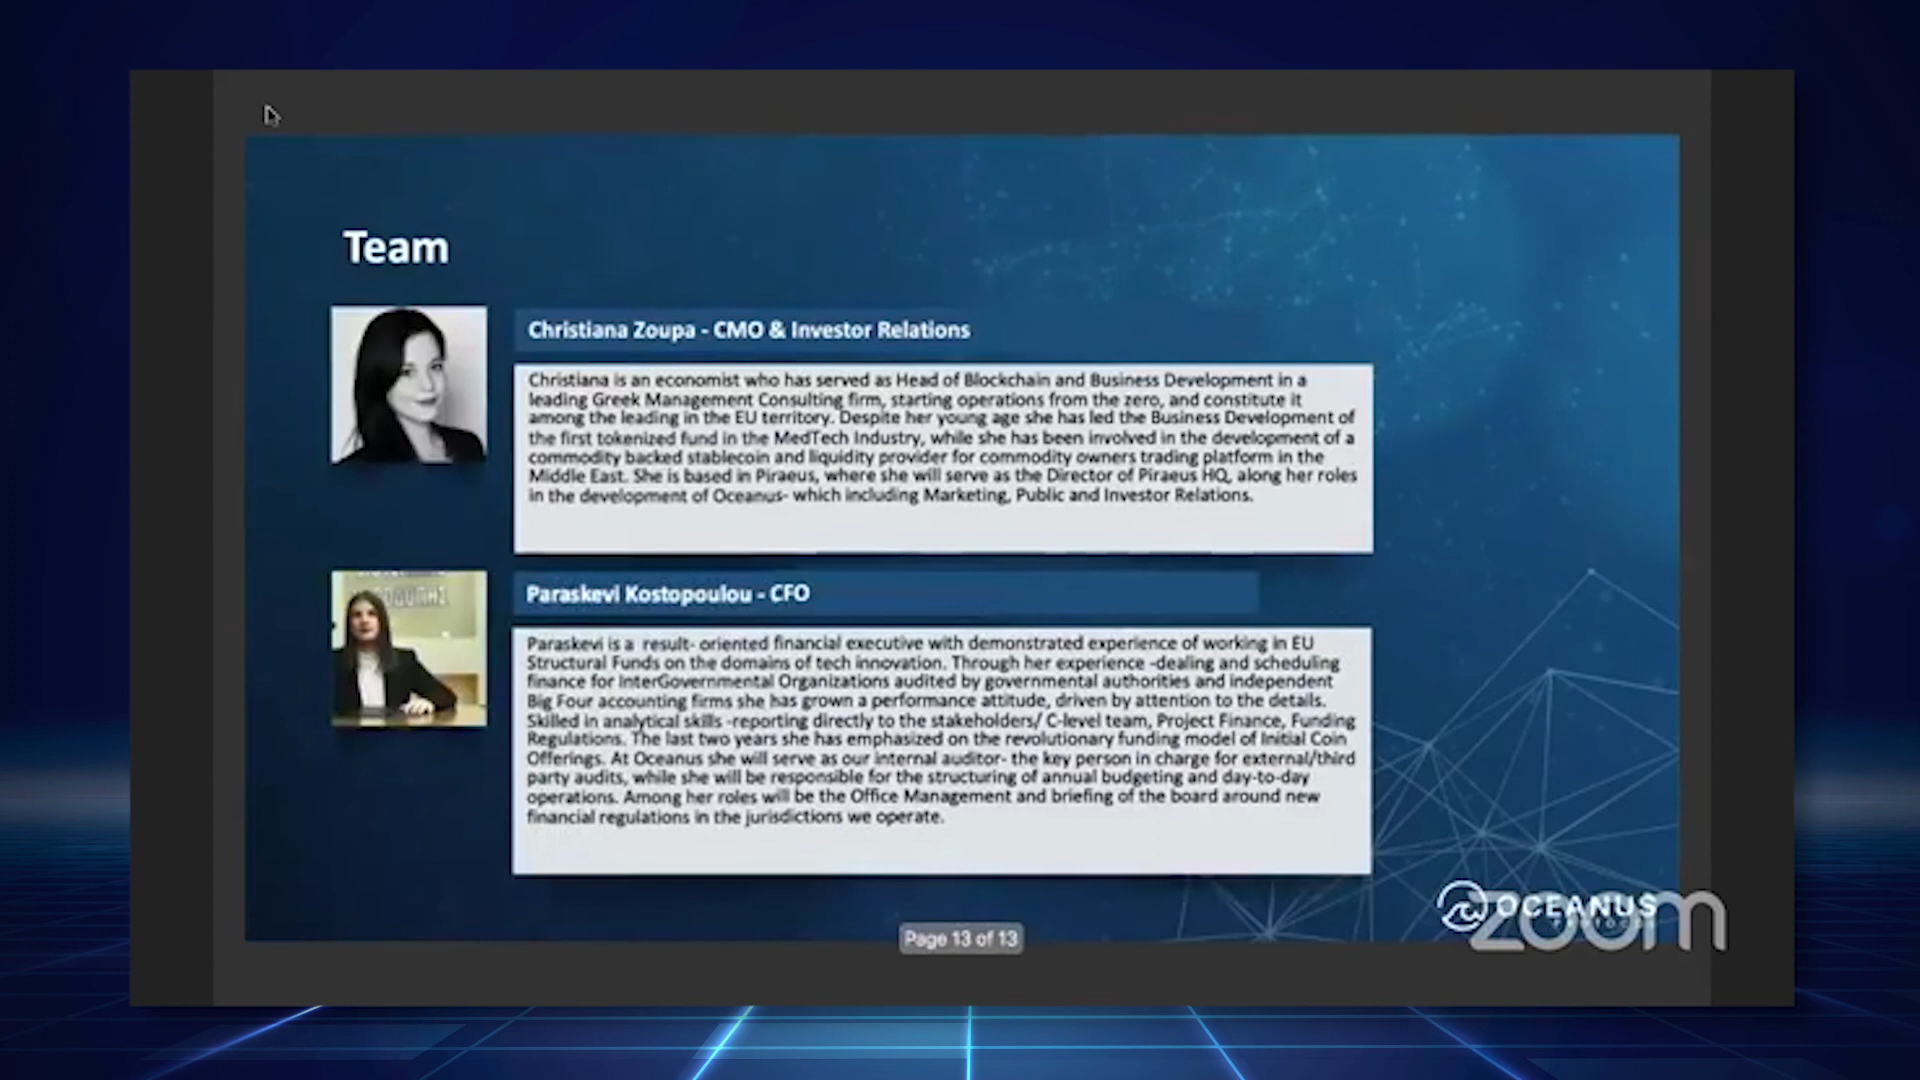 Team
Christiana Zoupa - CMO & Investor Relations
Christiana is an economist who has served as Head of Blockchain and Business Development in a
leading Greek Management Consulting firm, starting operations from the zero, and constitute it
among the leading in the EU territory. Despite her young age she has led the Business Development of
the first tokenized fund in the MedTech Industry, while she has been involved in the development of a
commodity backed stablecoin and liquidity provider for commodity owners trading platform in the
Middle East. She is based in Piraeus, where she will serve as the Director of Piraeus HQ, along her roles
in the development of Oceanus- which including Marketing, Public and Investor Relations.
Paraskevi Kostopoulou - CFO
Paraskevi is a result- oriented financial executive with demonstrated experience of working in EU
Structural Funds on the domains of tech innovation. Through her experience -dealing and scheduling
finance for InterGovernmental Organizations audited by governmental authorities and independent
Big Four accounting firms she has grown a performance attitude, driven by attention to the details.
Skilled in analytical skills -reporting directly to the stakeholders/ C-level team, Project Finance, Funding
Regulations. The last two years she has emphasized on the revolutionary funding model of Initial Coin
Offerings. At Oceanus she will serve as our internal auditor- the key person in charge for external/third
party audits, while she will be responsible for the structuring of annual budgeting and day-to-day
operations. Among her roles will be the Office Management and briefing of the board around new
financial regulations in the jurisdictions we operate.
OCEANUS
zoom
Page 13 of 13